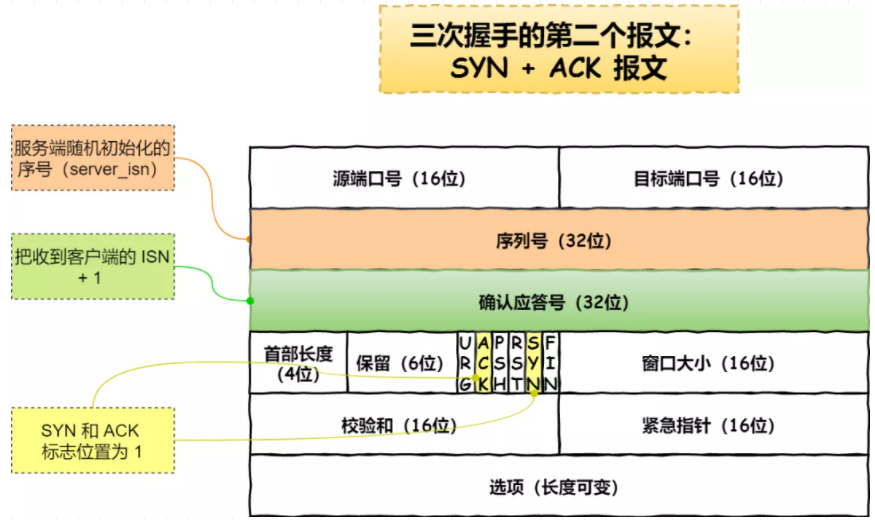 三次握手的第二个报文：
SYN + ACK 报文
服务端随机初始化的
序号（server_isn）
把收到客户端的 ISN
+ 1
SYN 和 ACK
标志位置为 1
源端口号（16位）
目标端口号（16位）
序列号（32位）
确认应答号（32位）
首部长度
（4位）
保留（6位）
URG
ACK
PSH
RST
SYN
FIN
窗口大小（16位）
校验和（16位）
紧急指针（16位）
选项（长度可变）